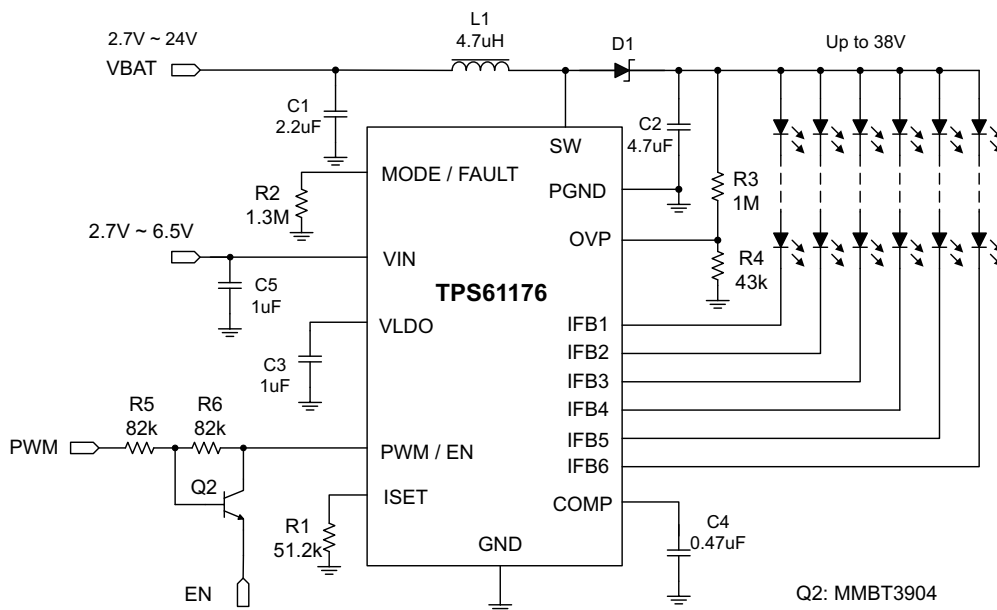 L1
4.7uH
2.7V ~ 24V
VBAT
D1
Up to 38V
C1
2.2uF
C2
4.7uF
SW
MODE / FAULT
R2
1.3M
PGND
R3
1M
2.7V ~ 6.5V
OVP
VIN
R4
43k
C5
1uF
TPS61176
VLDO
IFB1
IFB2
C3
1uF
IFB3
IFB4
R5
82k
R6
82k
IFB5
PWM
PWM / EN
IFB6
Q2
ISET
COMP
R1
51.2k
C4
0.47uF
GND
EN
Q2: MMBT3904